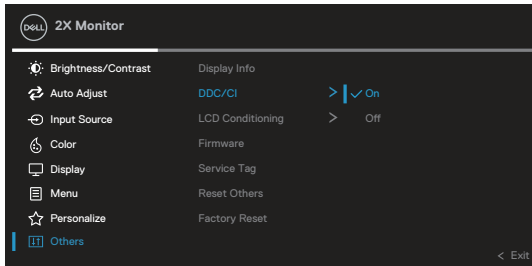 DELL 2X Monitor
Brightness/Contrast Display Info
Auto Adjust DDC/CI > ✓ On
Input Source LCD Conditioning > Off
Color Firmware
Display Service Tag
Menu Reset Others
Personalize Factory Reset
Others
< Exit